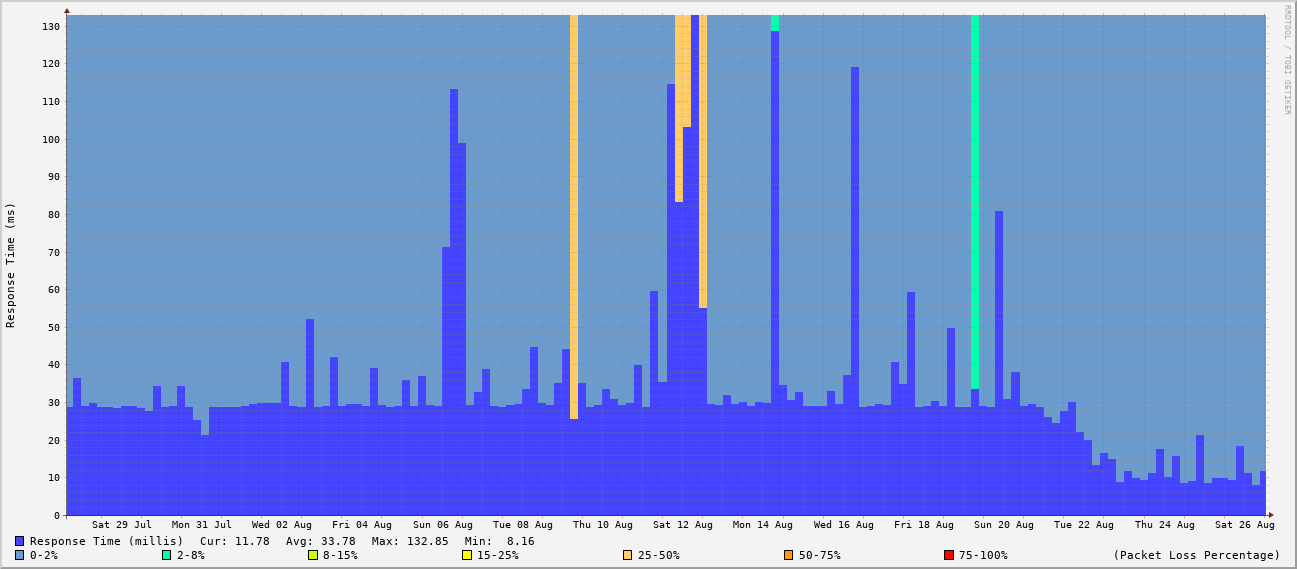 RRDTOOL / TOBI OETIKER
Response Time (ms)
130
120
110
100
90
80
70
60
50
40
30
20
10
0
Sat 29 Jul Mon 31 Jul Wed 02 Aug Fri 04 Aug Sun 06 Aug Tue 08 Aug Thu 10 Aug Sat 12 Aug Mon 14 Aug Wed 16 Aug Fri 18 Aug Sun 20 Aug Tue 22 Aug Thu 24 Aug Sat 26 Aug
Response Time (millis) Cur: 11.78 Avg: 33.78 Max: 132.85 Min: 8.16
0-2% 2-8% 8-15% 15-25% 25-50% 50-75% 75-100% (Packet Loss Percentage)